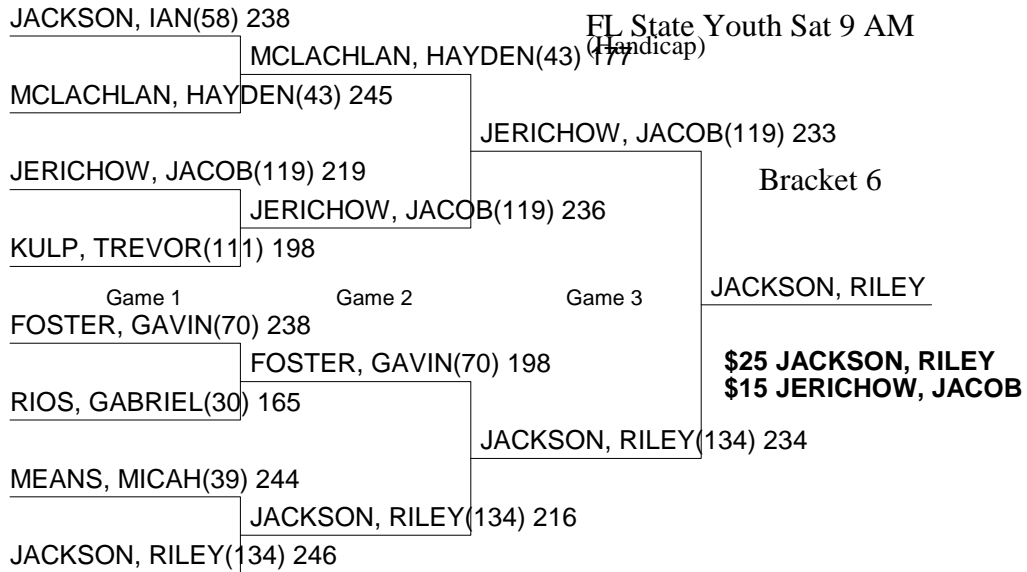 JACKSON, IAN(58) 238
FL State Youth Sat 9 AM
(Handicap)
MCLACHLAN, HAYDEN(43) 177
MCLACHLAN, HAYDEN(43) 245
JERICHOW, JACOB(119) 233
JERICHOW, JACOB(119) 219
Bracket 6
JERICHOW, JACOB(119) 236
KULP, TREVOR(111) 198
Game 1
Game 2
Game 3
JACKSON, RILEY
FOSTER, GAVIN(70) 238
FOSTER, GAVIN(70) 198
$25 JACKSON, RILEY
$15 JERICHOW, JACOB
RIOS, GABRIEL(30) 165
JACKSON, RILEY(134) 234
MEANS, MICAH(39) 244
JACKSON, RILEY(134) 216
JACKSON, RILEY(134) 246